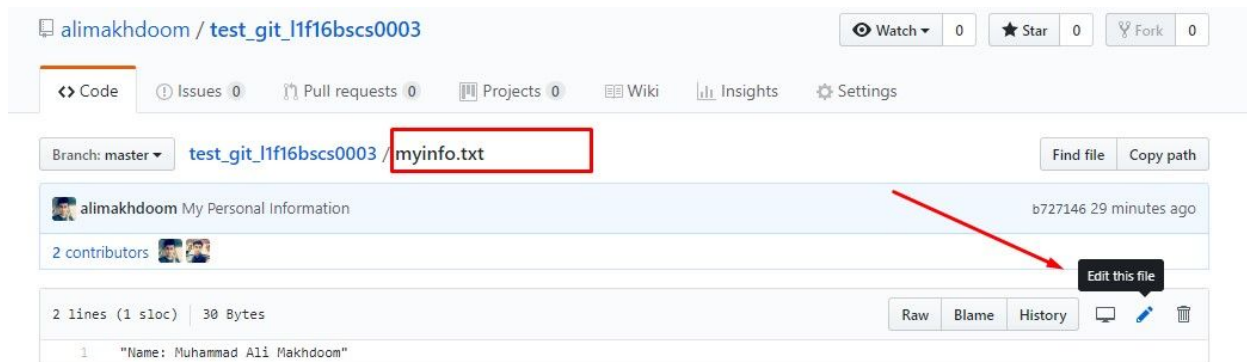 alimakhdoom / test_git_l1f16bscs0003 Watch 0 Star 0 Fork 0
Code Issues 0 Pull requests 0 Projects 0 Wiki Insights Settings
Branch: master test_git_l1f16bscs0003 / myinfo.txt Find file Copy path
alimakhdoom My Personal Information b727146 29 minutes ago
2 contributors
Edit this file
2 lines (1 sloc) 30 Bytes Raw Blame History
1 "Name: Muhammad Ali Makhdoom"